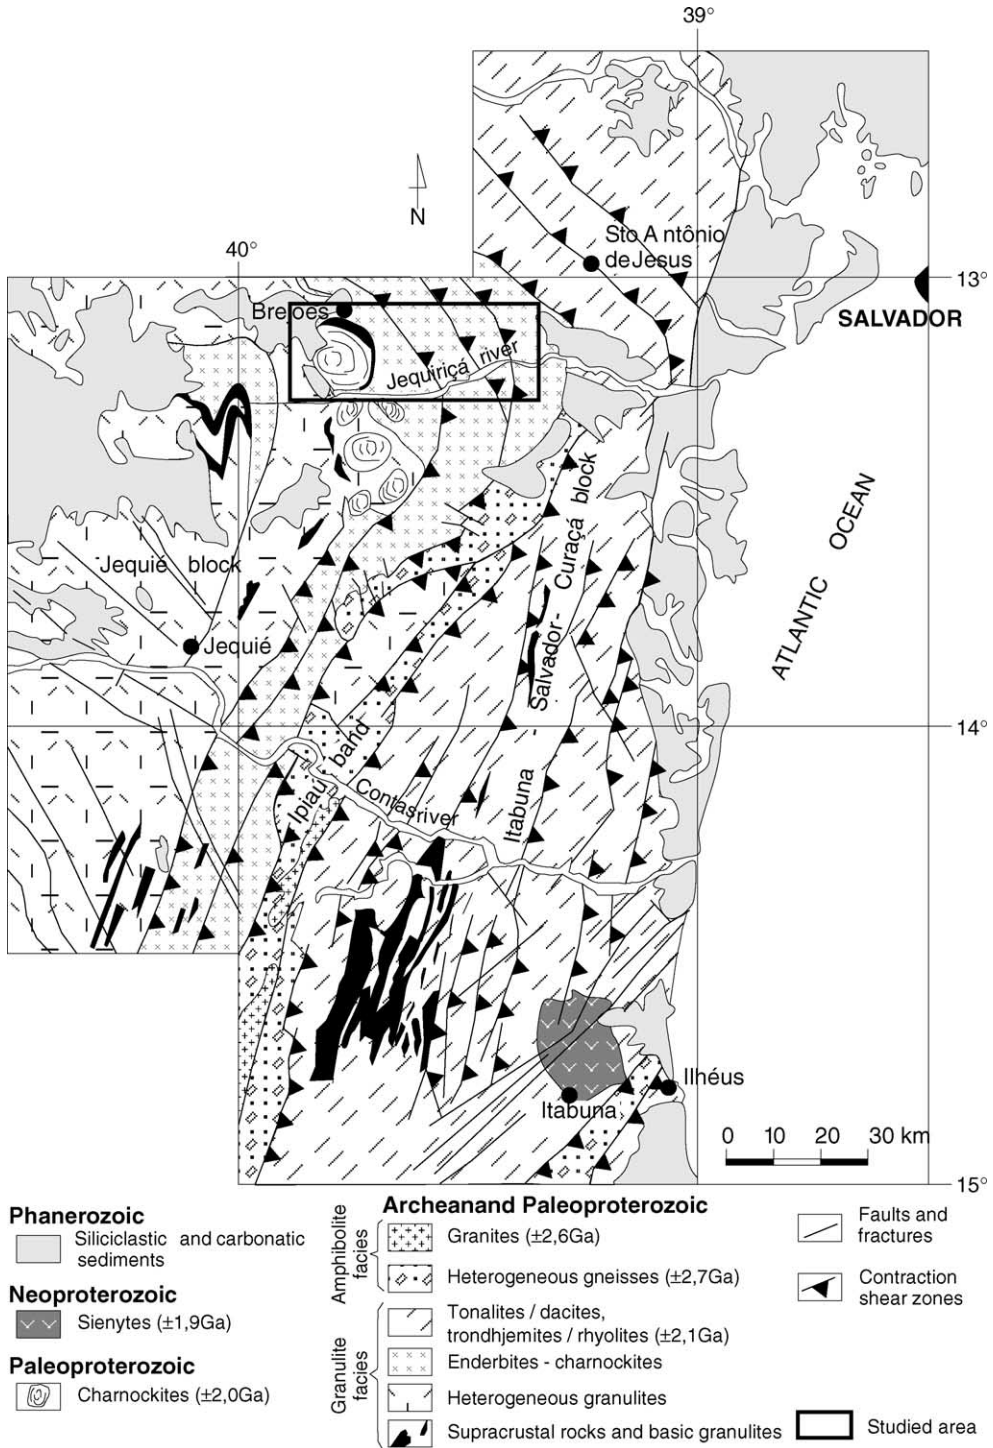 39°
N
Sto A ntônio
de Jesus
40°
13°
Brejoes
SALVADOR
Jequiriçá river
Salvador - Curaçá block
Itabuna
ATLANTIC OCEAN
Jequié block
Jequié
14°
Ipiau band
Contas river
Ilhéus
Itabuna
0 10 20 30 km
15°
Phanerozoic
Siliciclastic and carbonatic
sediments
Neoproterozoic
Sienytes (±1,9Ga)
Paleoproterozoic
Charnockites (±2,0Ga)
Archeanand Paleoproterozoic
Amphibolite
facies
Granites (±2,6Ga)
Heterogeneous gneisses (±2,7Ga)
Granulite
facies
Tonalites / dacites,
trondhjemites / rhyolites (±2,1Ga)
Enderbites - charnockites
Heterogeneous granulites
Supracrustal rocks and basic granulites
Faults and
fractures
Contraction
shear zones
Studied area